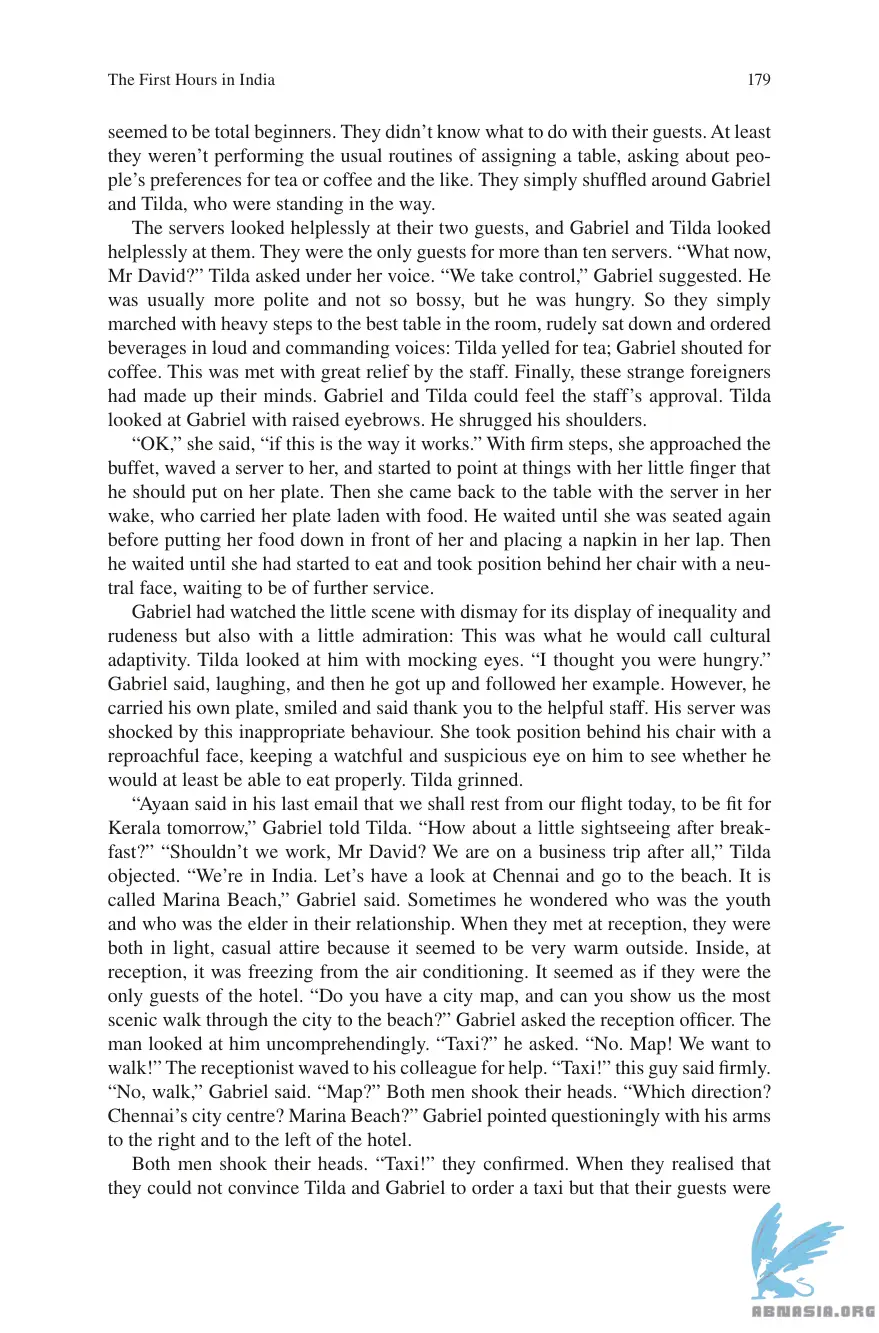 The First Hours in India 179
seemed to be total beginners. They didn’t know what to do with their guests. At least
they weren’t performing the usual routines of assigning a table, asking about peo-
ple’s preferences for tea or coffee and the like. They simply shuffled around Gabriel
and Tilda, who were standing in the way.
The servers looked helplessly at their two guests, and Gabriel and Tilda looked
helplessly at them. They were the only guests for more than ten servers. “What now,
Mr David?” Tilda asked under her voice. “We take control,” Gabriel suggested. He
was usually more polite and not so bossy, but he was hungry. So they simply
marched with heavy steps to the best table in the room, rudely sat down and ordered
beverages in loud and commanding voices: Tilda yelled for tea; Gabriel shouted for
coffee. This was met with great relief by the staff. Finally, these strange foreigners
had made up their minds. Gabriel and Tilda could feel the staff’s approval. Tilda
looked at Gabriel with raised eyebrows. He shrugged his shoulders.
“OK,” she said, “if this is the way it works.” With firm steps, she approached the
buffet, waved a server to her, and started to point at things with her little finger that
he should put on her plate. Then she came back to the table with the server in her
wake, who carried her plate laden with food. He waited until she was seated again
before putting her food down in front of her and placing a napkin in her lap. Then
he waited until she had started to eat and took position behind her chair with a neu-
tral face, waiting to be of further service.
Gabriel had watched the little scene with dismay for its display of inequality and
rudeness but also with a little admiration: This was what he would call cultural
adaptivity. Tilda looked at him with mocking eyes. “I thought you were hungry.”
Gabriel said, laughing, and then he got up and followed her example. However, he
carried his own plate, smiled and said thank you to the helpful staff. His server was
shocked by this inappropriate behaviour. She took position behind his chair with a
reproachful face, keeping a watchful and suspicious eye on him to see whether he
would at least be able to eat properly. Tilda grinned.
“Ayaan said in his last email that we shall rest from our flight today, to be fit for
Kerala tomorrow,” Gabriel told Tilda. “How about a little sightseeing after break-
fast?” “Shouldn’t we work, Mr David? We are on a business trip after all,” Tilda
objected. “We’re in India. Let’s have a look at Chennai and go to the beach. It is
called Marina Beach,” Gabriel said. Sometimes he wondered who was the youth
and who was the elder in their relationship. When they met at reception, they were
both in light, casual attire because it seemed to be very warm outside. Inside, at
reception, it was freezing from the air conditioning. It seemed as if they were the
only guests of the hotel. “Do you have a city map, and can you show us the most
scenic walk through the city to the beach?” Gabriel asked the reception officer. The
man looked at him uncomprehendingly. “Taxi?” he asked. “No. Map! We want to
walk!” The receptionist waved to his colleague for help. “Taxi!” this guy said firmly.
“No, walk,” Gabriel said. “Map?” Both men shook their heads. “Which direction?
Chennai’s city centre? Marina Beach?” Gabriel pointed questioningly with his arms
to the right and to the left of the hotel.
Both men shook their heads. “Taxi!” they confirmed. When they realised that
they could not convince Tilda and Gabriel to order a taxi but that their guests were
ABNASIA.ORG